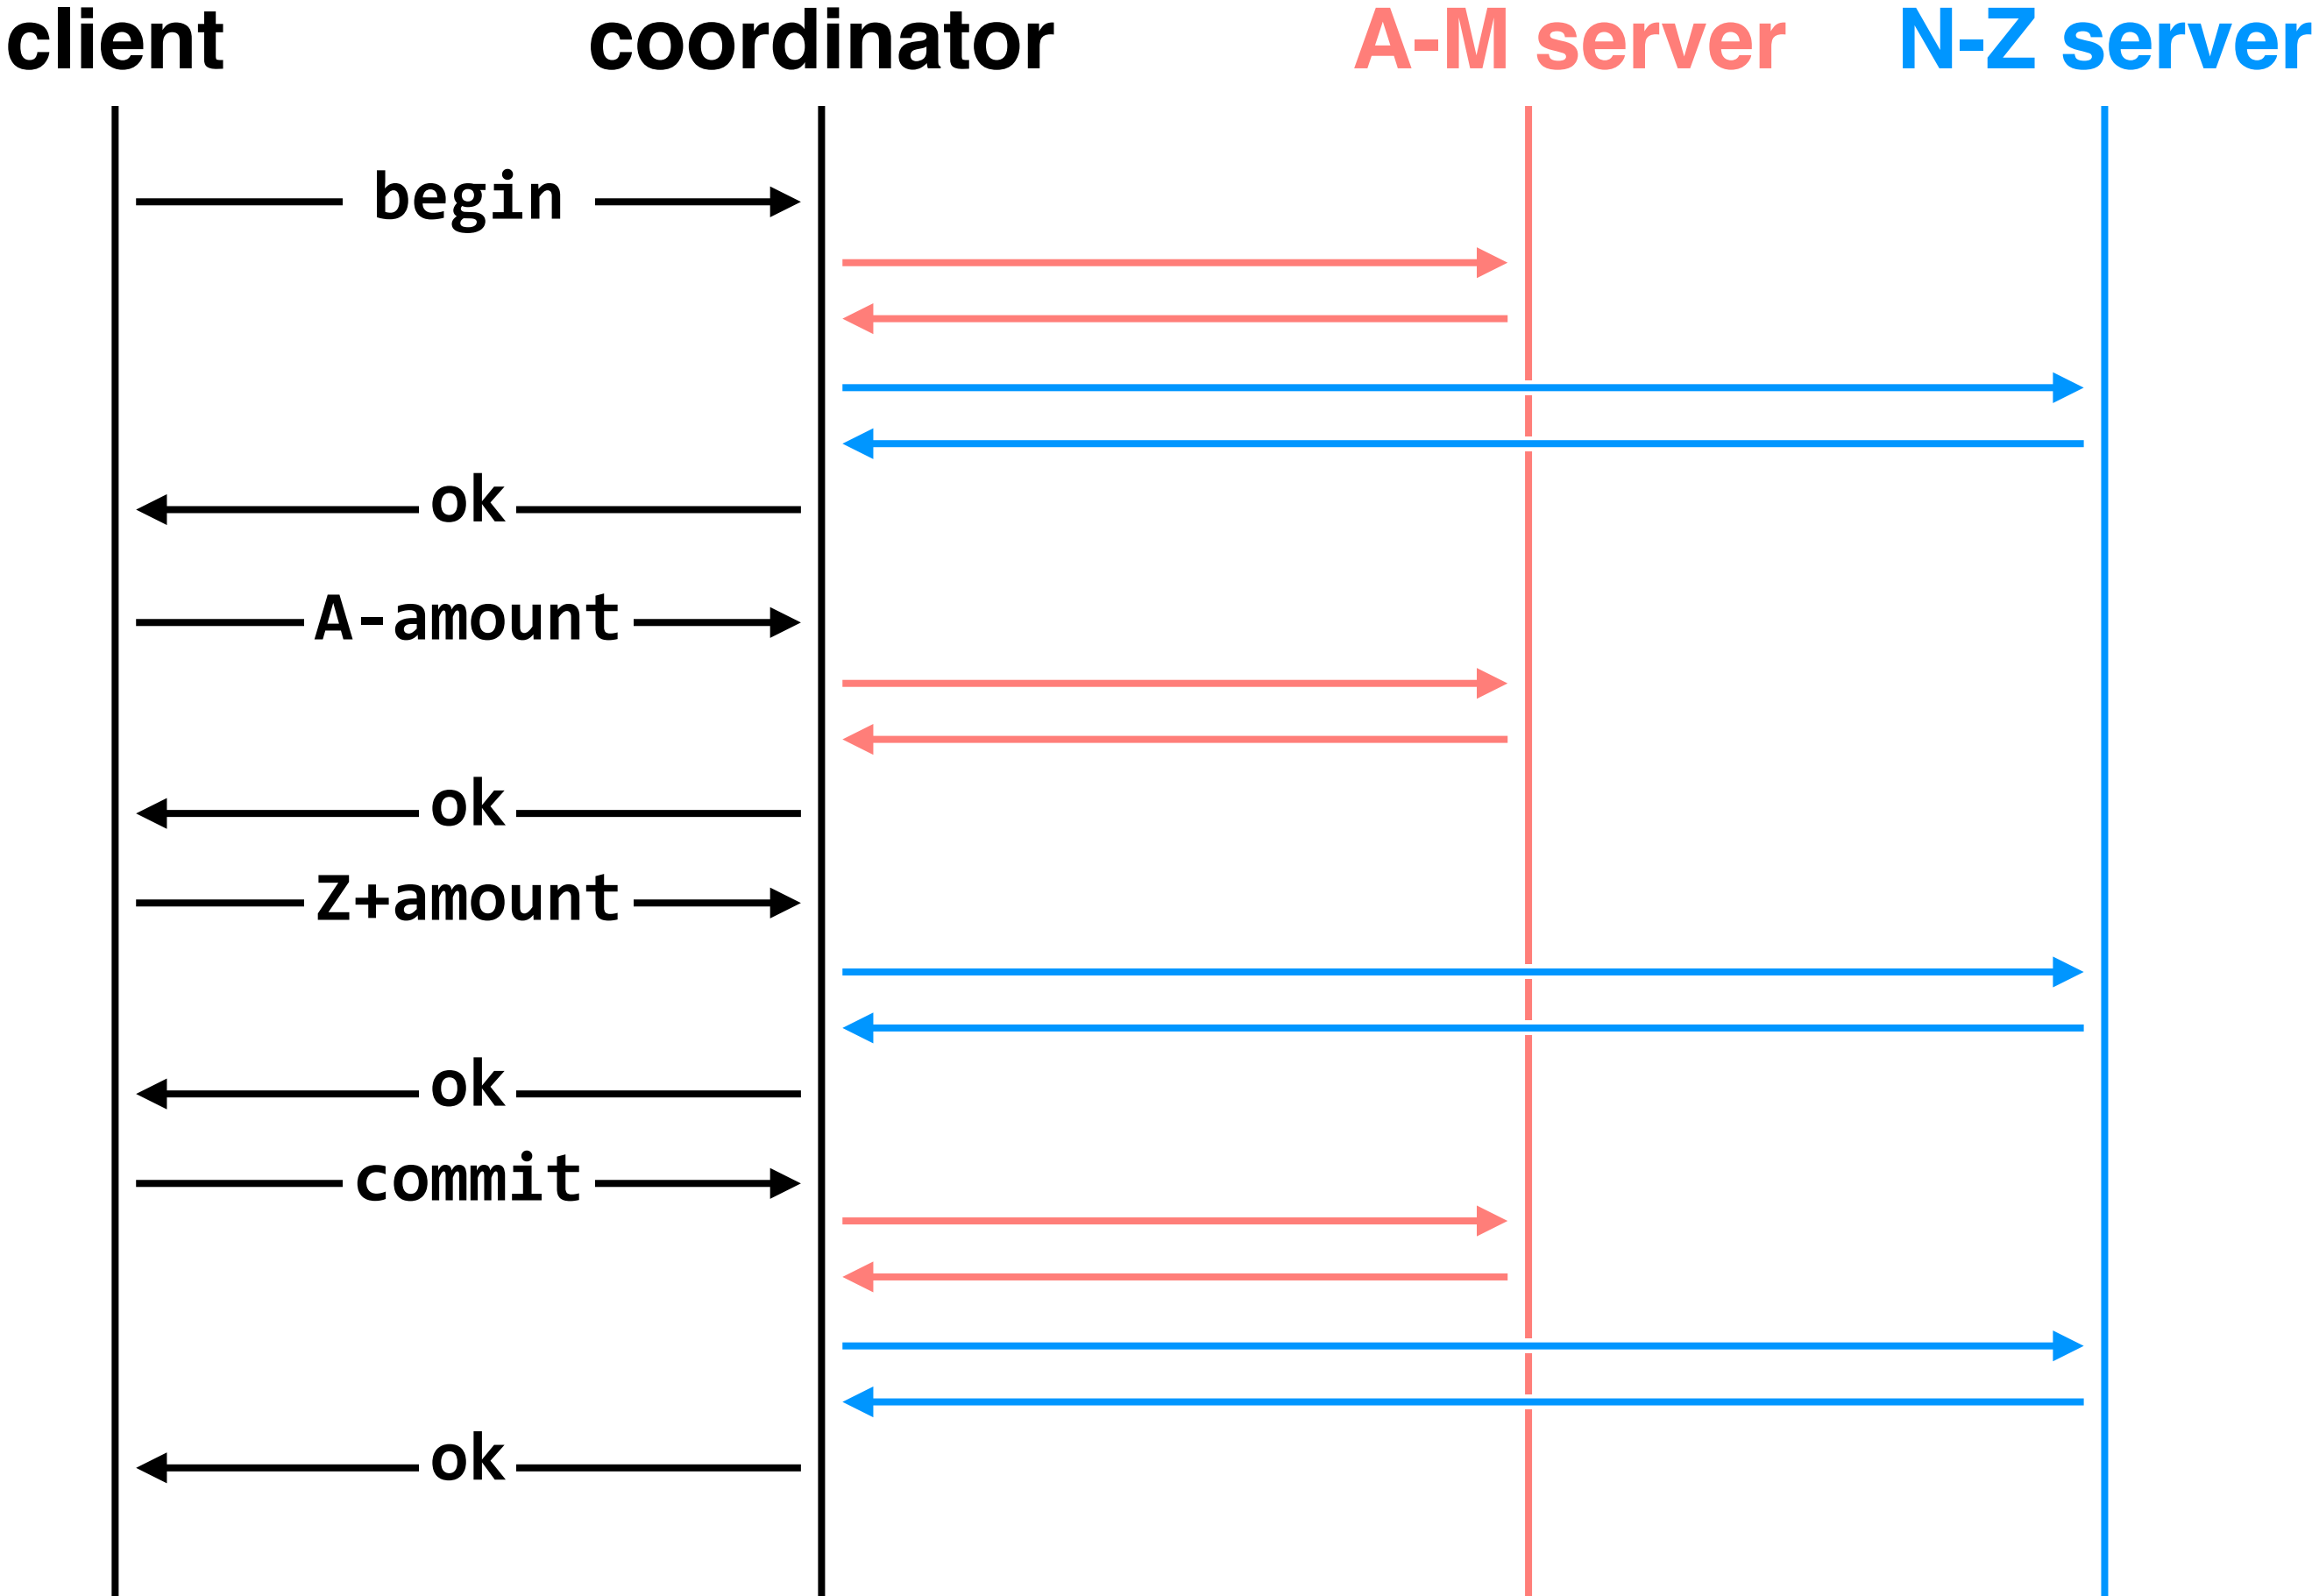 client coordinator A-M server N-Z server
begin
ok
A-amount
ok
Z+amount
ok
commit
ok